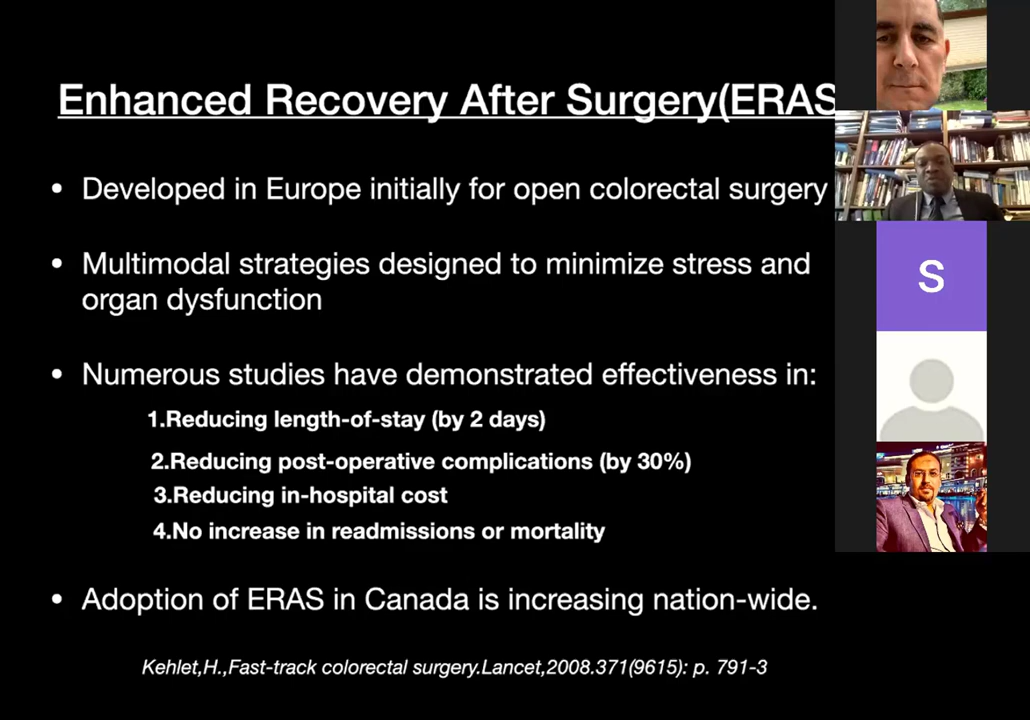 Enhanced Recovery After Surgery(ERAS
• Developed in Europe initially for open colorectal surgery
• Multimodal strategies designed to minimize stress and
organ dysfunction
• Numerous studies have demonstrated effectiveness in:
1.Reducing length-of-stay (by 2 days)
2.Reducing post-operative complications (by 30%)
3.Reducing in-hospital cost
4.No increase in readmissions or mortality
• Adoption of ERAS in Canada is increasing nation-wide.
Kehlet,H.,Fast-track colorectal surgery.Lancet,2008.371(9615): p. 791-3
S